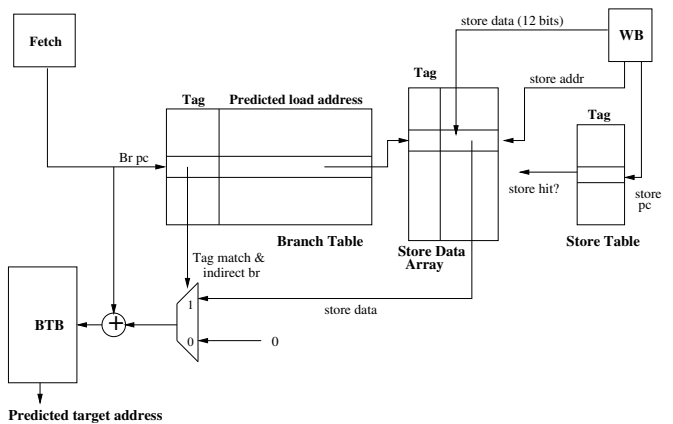 store data (12 bits)
Fetch
WB
Tag
store addr
Tag
Predicted load address
Tag
Br pc
store hit?
store
pc
Branch Table
Store Data
Array
Store Table
Tag match &
indirect br
1
store data
BTB
+
0
0
Predicted target address